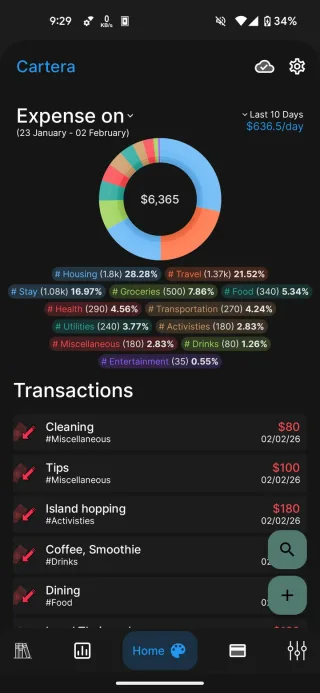 9:29 0 KB/s 34%
Cartera
Expense on
(23 January - 02 February)
Last 10 Days
$636.5/day
$6,365
# Housing (1.8k) 28.28% # Travel (1.37k) 21.52%
# Stay (1.08k) 16.97% # Groceries (500) 7.86% # Food (340) 5.34%
# Health (290) 4.56% # Transportation (270) 4.24%
# Utilities (240) 3.77% # Activisties (180) 2.83%
# Miscellaneous (180) 2.83% # Drinks (80) 1.26%
# Entertainment (35) 0.55%
Transactions
Cleaning $80
#Miscellaneous 02/02/26
Tips $100
#Miscellaneous 02/02/26
Island hopping $180
#Activisties 02/02/26
Coffee, Smoothie
#Drinks
Dining
#Food
Home